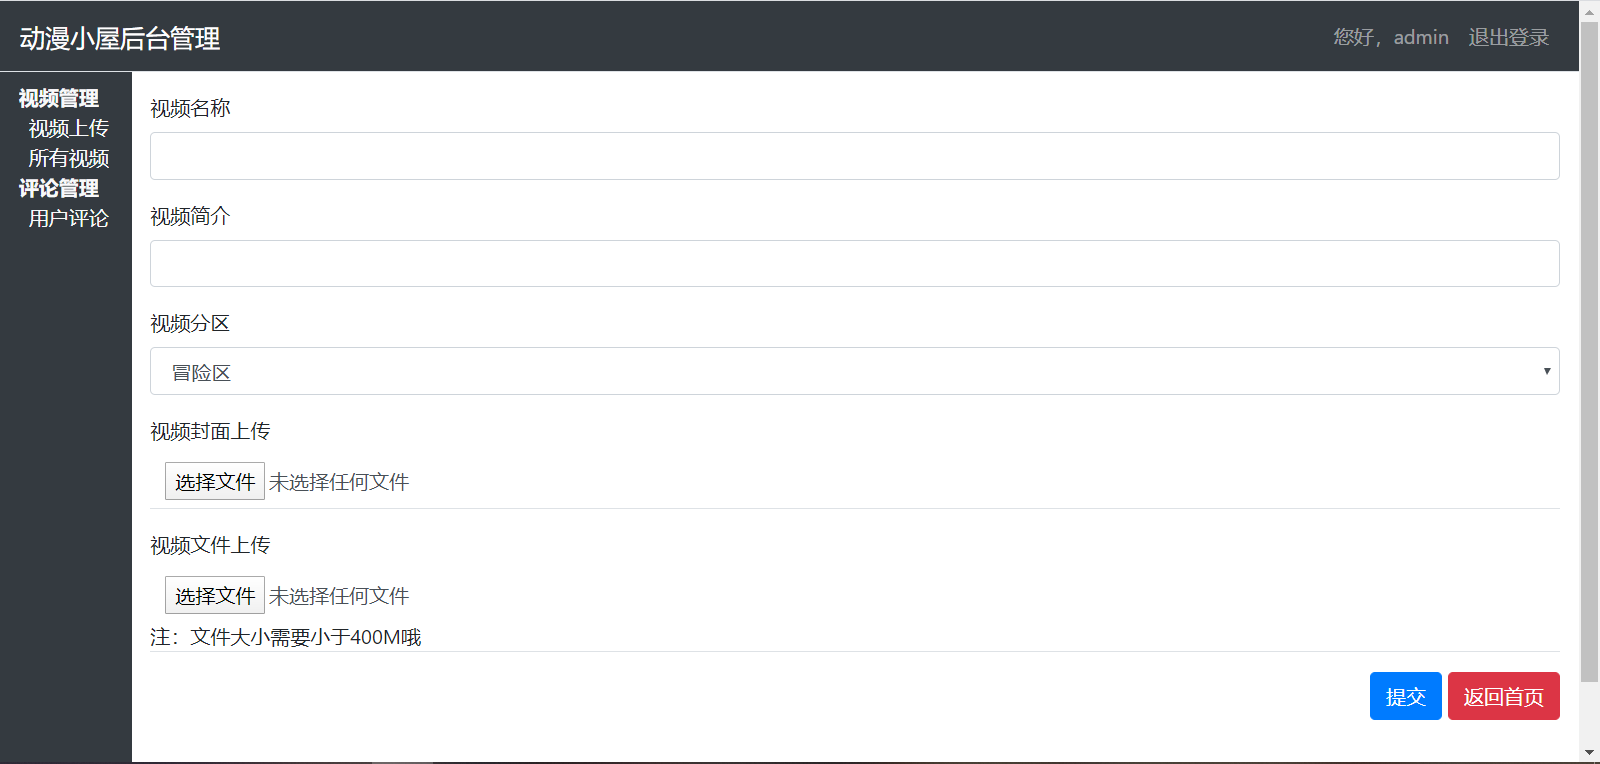 动漫小屋后台管理
您好，admin 退出登录
视频管理
视频上传
所有视频
评论管理
用户评论
视频名称
视频简介
视频分区
冒险区
视频封面上传
选择文件 未选择任何文件
视频文件上传
选择文件 未选择任何文件
注：文件大小需要小于400M哦
提交 返回首页